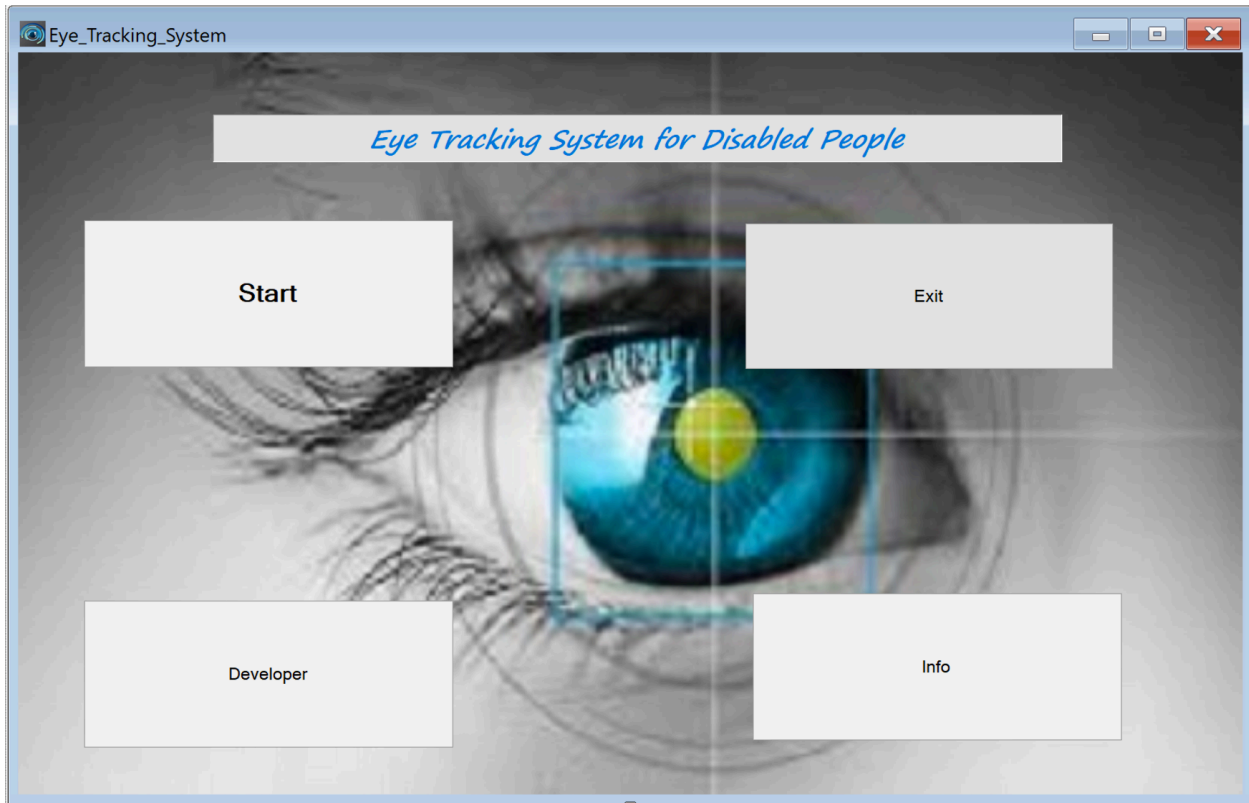 Eye_Tracking_System
Eye Tracking System for Disabled People
Start
Exit
Developer
Info